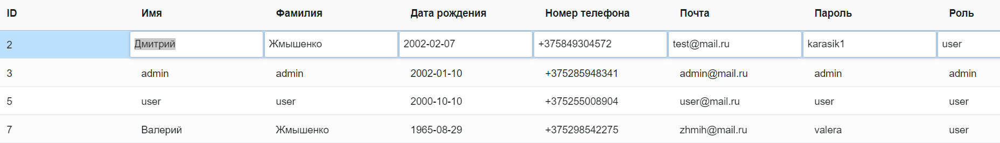 ID Имя Фамилия Дата рождения Номер телефона Почта Пароль Роль
2 Дмитрий Жмышенко 2002-02-07 +375849304572 test@mail.ru karasik1 user
3 admin admin 2002-01-10 +375285948341 admin@mail.ru admin admin
5 user user 2000-10-10 +375255008904 user@mail.ru user user
7 Валерий Жмышенко 1965-08-29 +375298542275 zhmih@mail.ru valera user